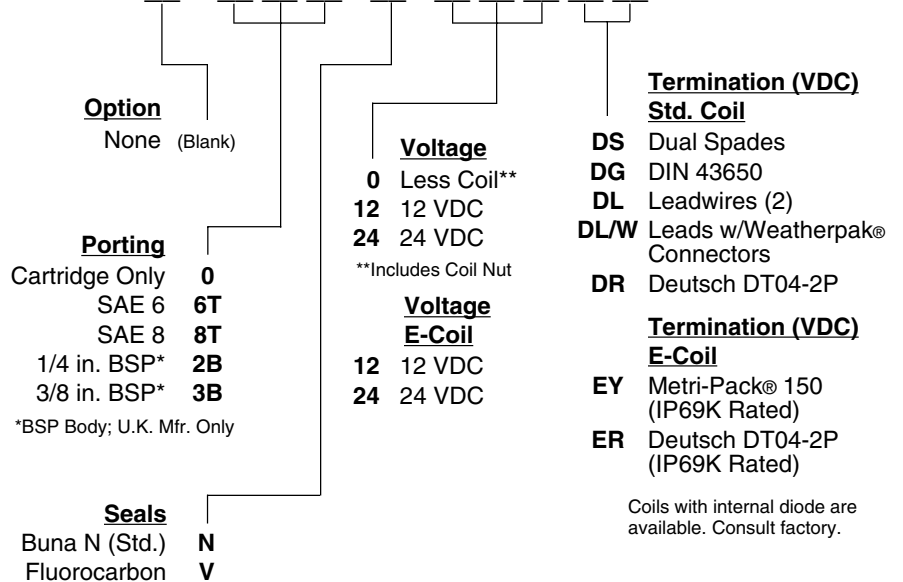 Option
None (Blank)
Porting
Cartridge Only 0
SAE 6 6T
SAE 8 8T
1/4 in. BSP* 2B
3/8 in. BSP* 3B
*BSP Body; U.K. Mfr. Only
Seals
Buna N (Std.) N
Fluorocarbon V
Voltage
0 Less Coil**
12 12 VDC
24 24 VDC
**Includes Coil Nut
Voltage
E-Coil
12 12 VDC
24 24 VDC
Termination (VDC)
Std. Coil
DS Dual Spades
DG DIN 43650
DL Leadwires (2)
DL/W Leads w/Weatherpak®
Connectors
DR Deutsch DT04-2P
Termination (VDC)
E-Coil
EY Metri-Pack® 150
(IP69K Rated)
ER Deutsch DT04-2P
(IP69K Rated)
Coils with internal diode are
available. Consult factory.